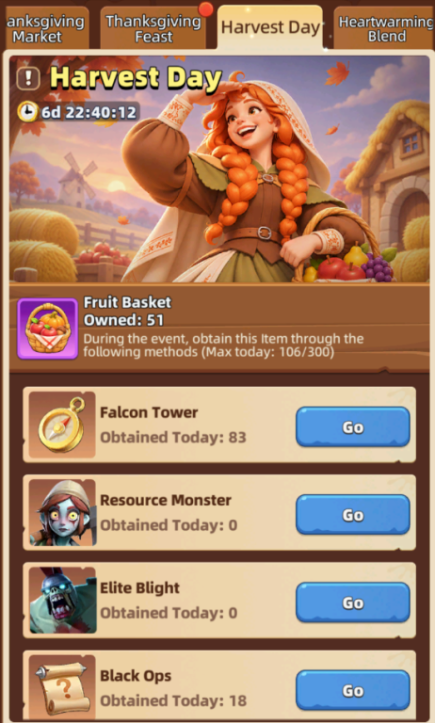 anksgiving
Market
Thanksgiving
Feast
Harvest Day
Heartwarming
Blend
! Harvest Day
6d 22:40:12
Fruit Basket
Owned: 51
During the event, obtain this Item through the
following methods (Max today: 106/300)
Falcon Tower
Obtained Today: 83
Go
Resource Monster
Obtained Today: 0
Go
Elite Blight
Obtained Today: 0
Go
Black Ops
Obtained Today: 18
Go
?